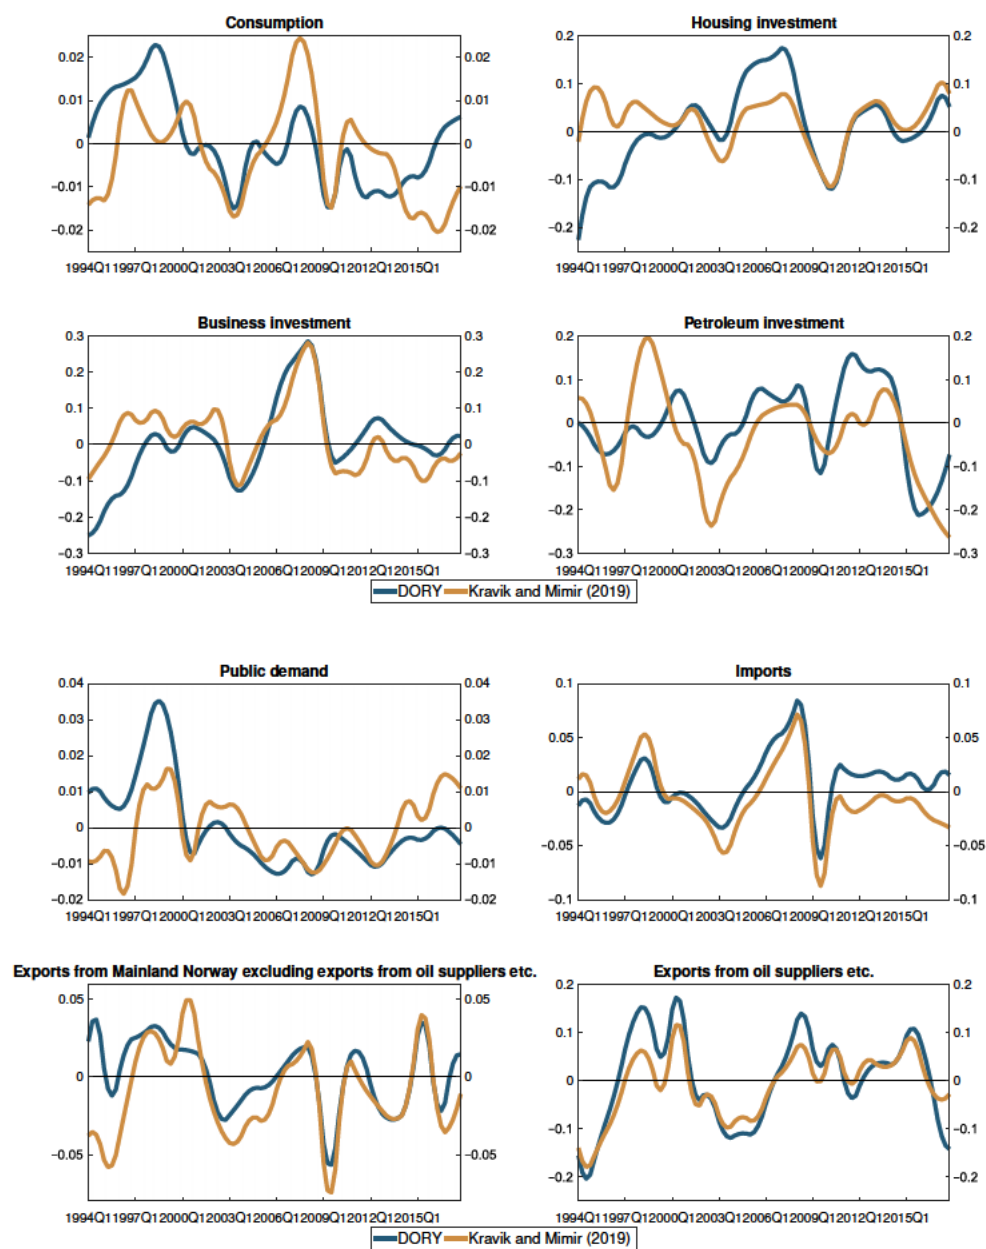 Consumption
Housing investment
0.02 0.02 0.2 0.2
0.01 0.01 0.1 0.1
0 0 0 0
-0.01 -0.01 -0.1 -0.1
-0.02 -0.02 -0.2 -0.2
1994Q11997Q12000Q12003Q12006Q12009Q12012Q12015Q1
1994Q11997Q12000Q12003Q12006Q12009Q12012Q12015Q1
Business investment
Petroleum investment
0.3 0.3 0.2 0.2
0.2 0.2 0.1 0.1
0.1 0.1 0 0
0 0 -0.1 -0.1
-0.1 -0.1 -0.2 -0.2
-0.2 -0.2 -0.3 -0.3
-0.3 -0.3
1994Q11997Q12000Q12003Q12006Q12009Q12012Q12015Q1
1994Q11997Q12000Q12003Q12006Q12009Q12012Q12015Q1
DORY Kravik and Mimir (2019)
Public demand
Imports
0.04 0.04 0.1 0.1
0.03 0.03 0.05 0.05
0.02 0.02 0 0
0.01 0.01 -0.05 -0.05
0 0 -0.1 -0.1
-0.01 -0.01
-0.02 -0.02
1994Q11997Q12000Q12003Q12006Q12009Q12012Q12015Q1
1994Q11997Q12000Q12003Q12006Q12009Q12012Q12015Q1
Exports from Mainland Norway excluding exports from oil suppliers etc.
Exports from oil suppliers etc.
0.05 0.05 0.2 0.2
0 0 0.1 0.1
-0.05 -0.05 0 0
-0.1 -0.1
-0.2 -0.2
1994Q11997Q12000Q12003Q12006Q12009Q12012Q12015Q1
1994Q11997Q12000Q12003Q12006Q12009Q12012Q12015Q1
DORY Kravik and Mimir (2019)